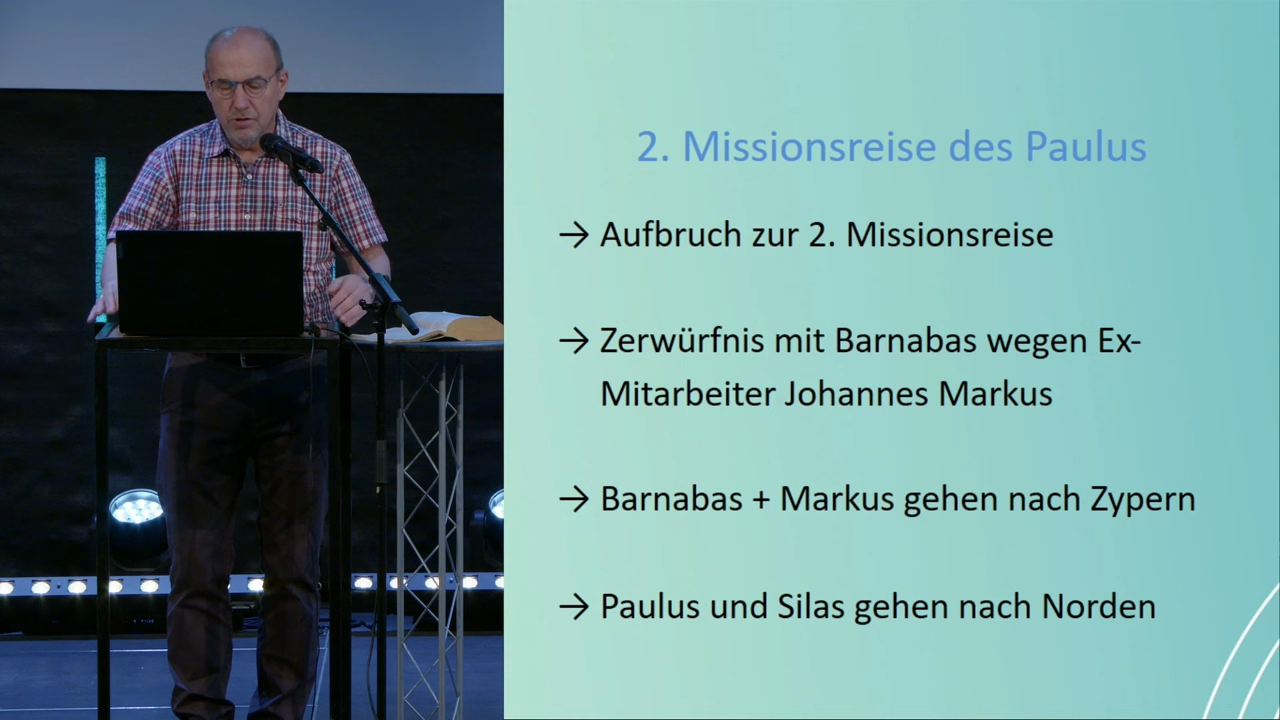 2. Missionsreise des Paulus
→ Aufbruch zur 2. Missionsreise
→ Zerwürfnis mit Barnabas wegen Ex-
Mitarbeiter Johannes Markus
→ Barnabas + Markus gehen nach Zypern
→ Paulus und Silas gehen nach Norden